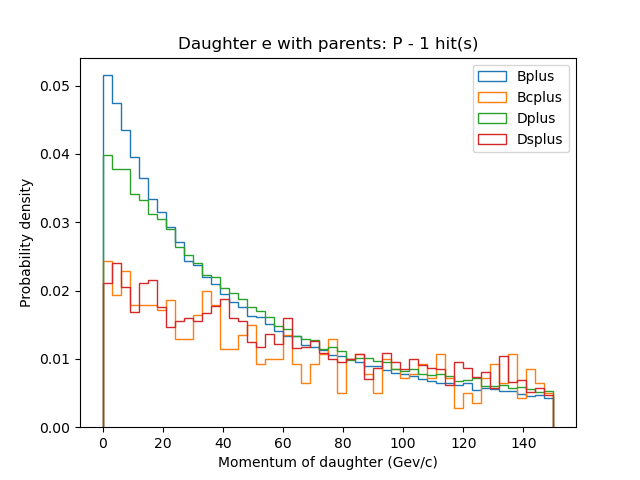 Daughter e with parents: P - 1 hit(s)
Bplus
Bcplus
Dplus
Dsplus
Probability density
0.05
0.04
0.03
0.02
0.01
0.00
0 20 40 60 80 100 120 140
Momentum of daughter (Gev/c)